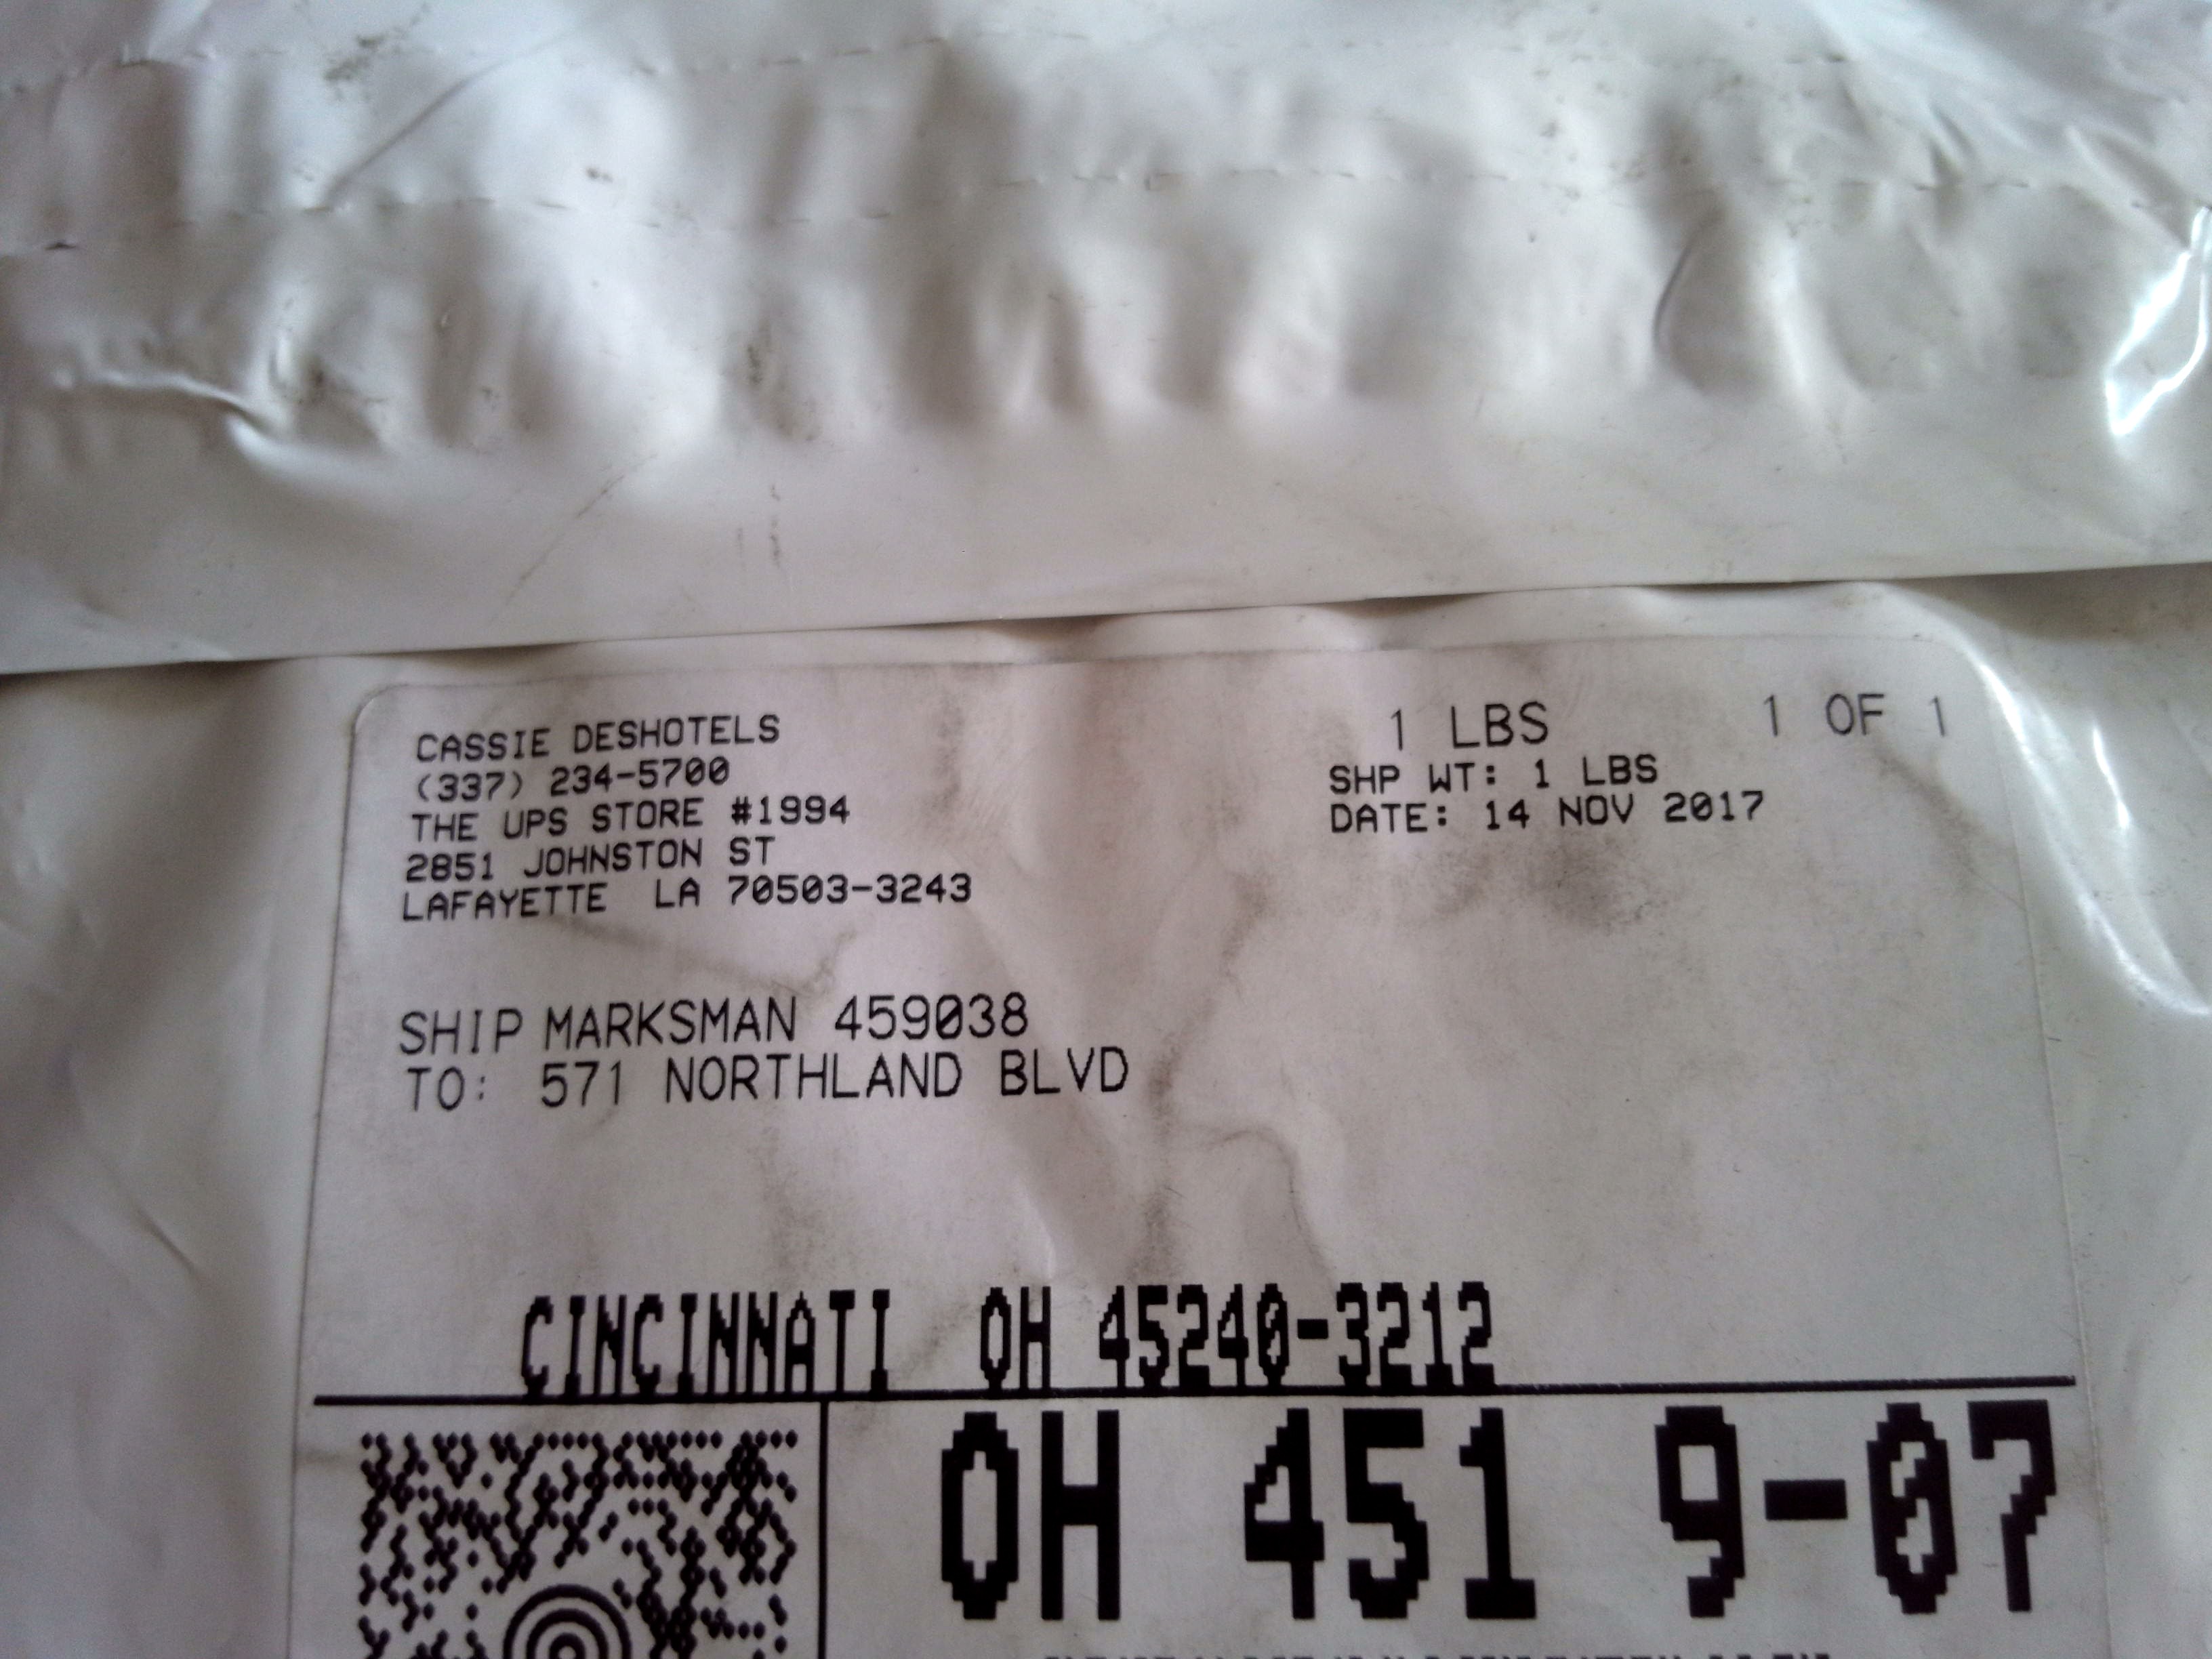 CASSIE DESHOTELS
(337) 234-5700
THE UPS STORE #1994
2851 JOHNSTON ST
LAFAYETTE LA 70503-3243
1 LBS 1 OF 1
SHP WT: 1 LBS
DATE: 14 NOV 2017
SHIP MARKSMAN 459038
TO: 571 NORTHLAND BLVD
CINCINNATI OH 45240-3212
OH 451 9-07